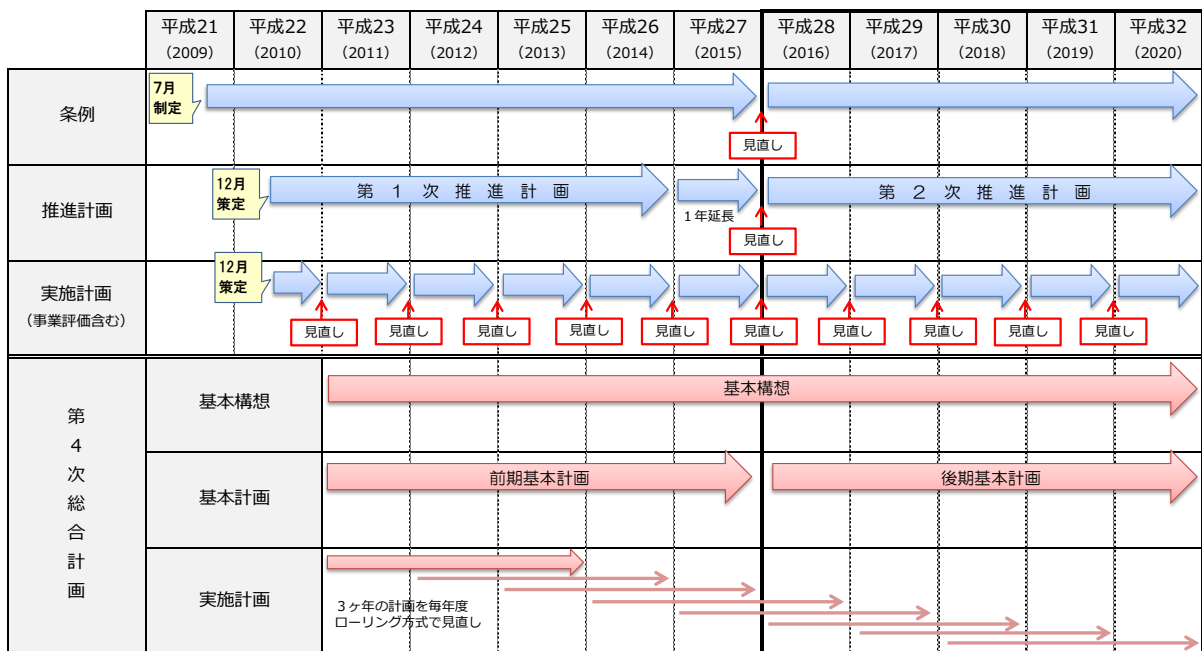 平成21 平成22 平成23 平成24 平成25 平成26 平成27 平成28 平成29 平成30 平成31 平成32
(2009) (2010) (2011) (2012) (2013) (2014) (2015) (2016) (2017) (2018) (2019) (2020)
条例
7月
制定
見直し
推進計画
12月
策定
第 1 次 推 進 計 画
1年延長
見直し
第 2 次 推 進 計 画
実施計画
(事業評価含む)
12月
策定
見直し 見直し 見直し 見直し 見直し 見直し 見直し 見直し 見直し 見直し
第
4
次
総
合
計
画
基本構想
基本構想
基本計画
前期基本計画
後期基本計画
実施計画
3ヶ年の計画を毎年度
ローリング方式で見直し